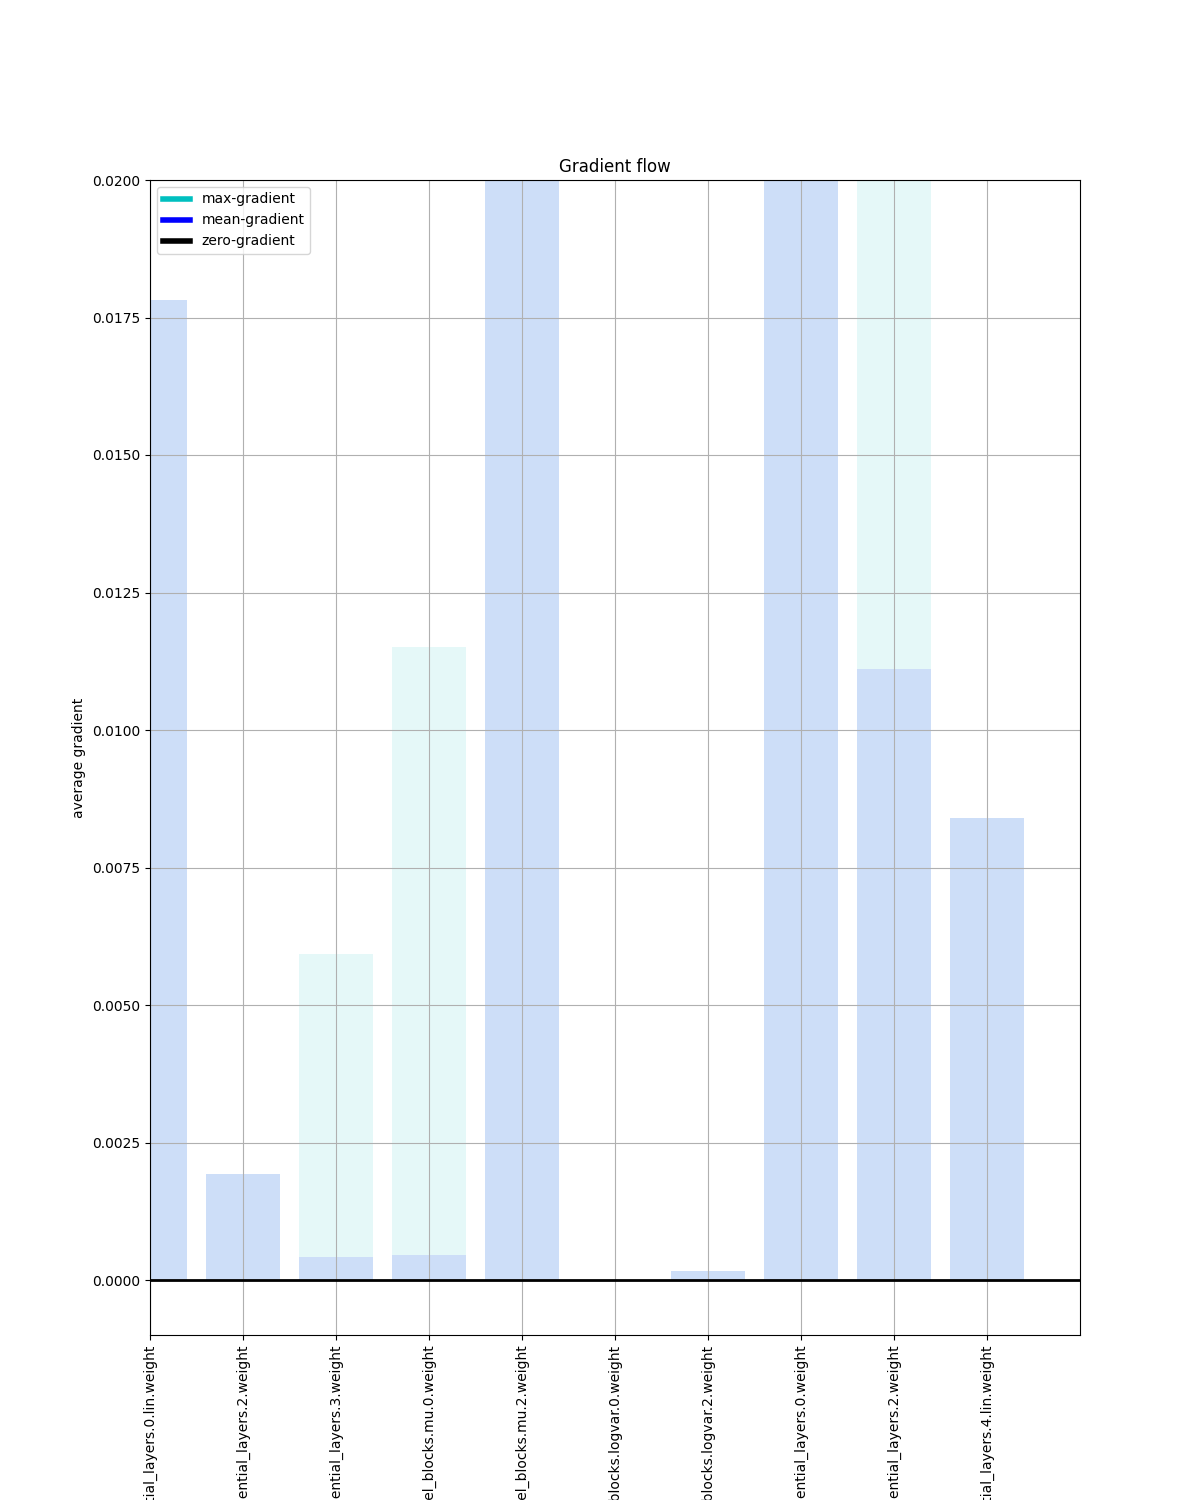 Gradient flow
max-gradient
mean-gradient
zero-gradient
0.0200
0.0175
0.0150
0.0125
0.0100
0.0075
0.0050
0.0025
0.0000
average gradient
tial_layers.0.lin.weight
ential_layers.2.weight
ential_layers.3.weight
el_blocks.mu.0.weight
el_blocks.mu.2.weight
blocks.logvar.0.weight
blocks.logvar.2.weight
ential_layers.0.weight
ential_layers.2.weight
tial_layers.4.lin.weight